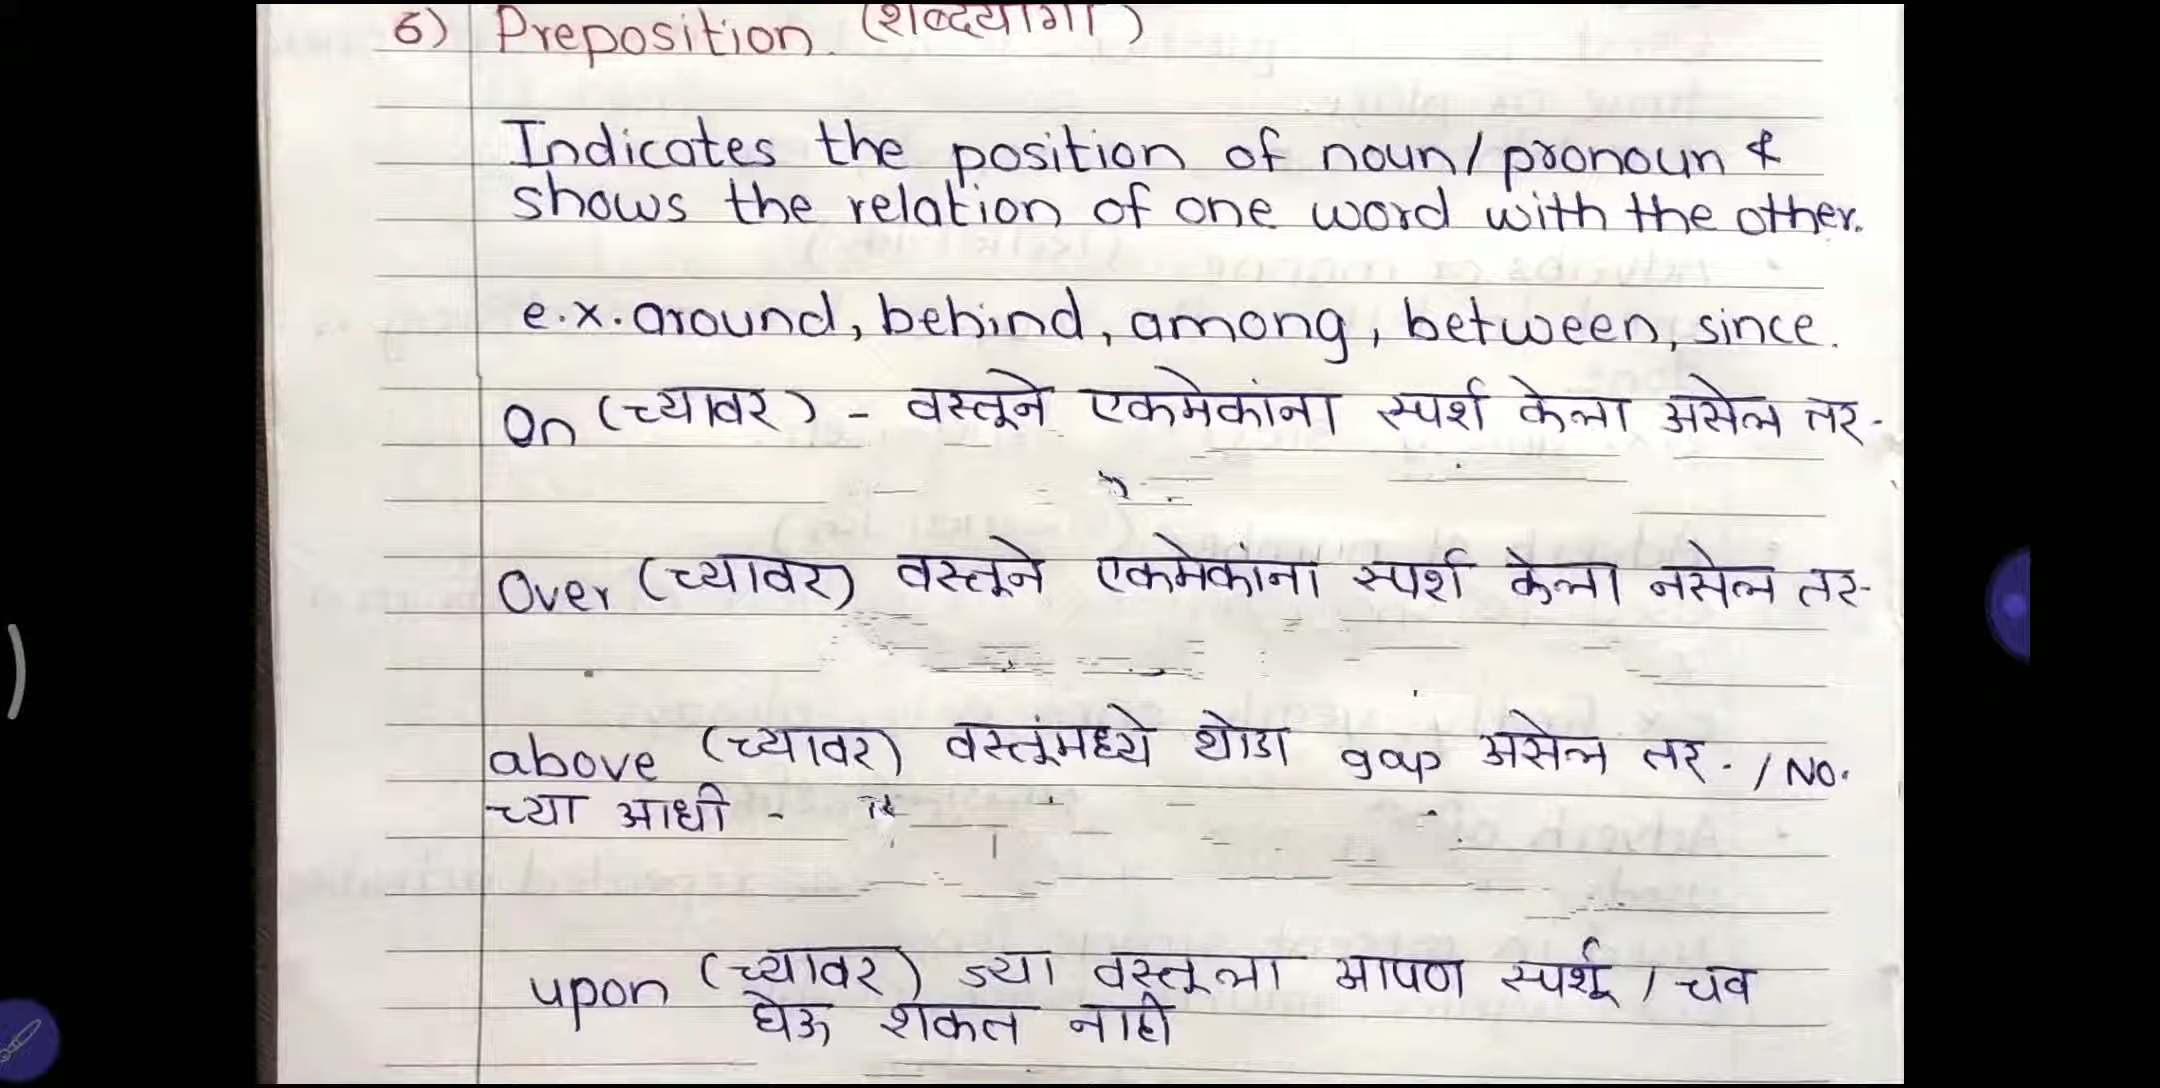 6) Preposition. (शब्दयोगी)
Indicates the position of noun/pronoun &
shows the relation of one word with the other.
e.x. around, behind, among, between, since.
On (च्यावर) - वस्तूने एकमेकांना स्पर्श केला असेल तर-
Over (च्यावर) वस्तूने एकमेकांना स्पर्श केला नसेल तर-
above (च्यावर) वस्तूंमध्ये थोडा gap असेल तर. / No.
च्या आधी -
upon (च्यावर) ज्या वस्तूला आपण स्पर्शू / चव
घेऊ शकत नाही